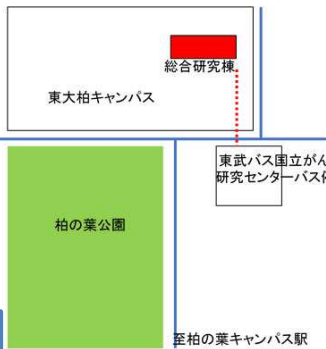 総合研究棟
東大柏キャンパス
東武バス国立がん
研究センターバス
柏の葉公園
至柏の葉キャンパス駅